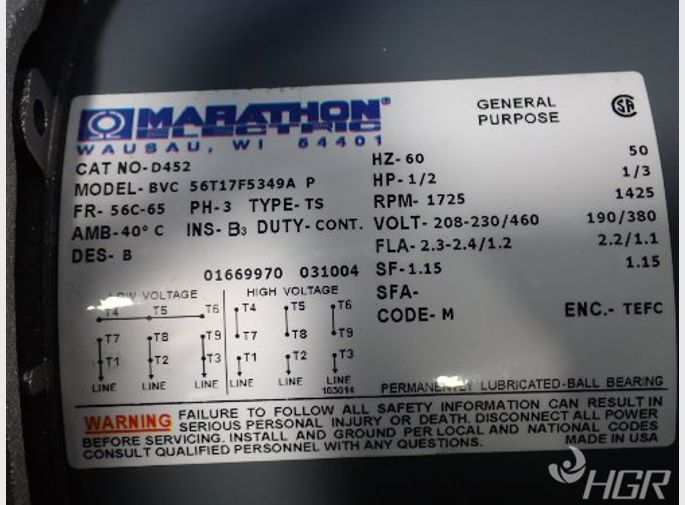 MARATHON®
ELECTRIC
WAUSAU, WI 54401
GENERAL PURPOSE
SA
CAT NO- D452
MODEL- BVC 56T17F5349A P
FR- 56C-65 PH-3 TYPE- TS
AMB-40° C INS- B3 DUTY- CONT.
DES- B
01669970 031004
HZ- 60 50
HP- 1/2 1/3
RPM- 1725 1425
VOLT- 208-230/460 190/380
FLA- 2.3-2.4/1.2 2.2/1.1
SF- 1.15 1.15
SFA-
CODE- M ENC.- TEFC
LOW VOLTAGE HIGH VOLTAGE
T4 T5 T6 T4 T5 T6
T7 T8 T9 T7 T8 T9
T1 T2 T3 T1 T2 T3
LINE LINE LINE LINE LINE LINE
103014
PERMANENTLY LUBRICATED-BALL BEARING
WARNING FAILURE TO FOLLOW ALL SAFETY INFORMATION CAN RESULT IN
SERIOUS PERSONAL INJURY OR DEATH. DISCONNECT ALL POWER
BEFORE SERVICING. INSTALL AND GROUND PER LOCAL AND NATIONAL CODES
CONSULT QUALIFIED PERSONNEL WITH ANY QUESTIONS. MADE IN USA
HGR